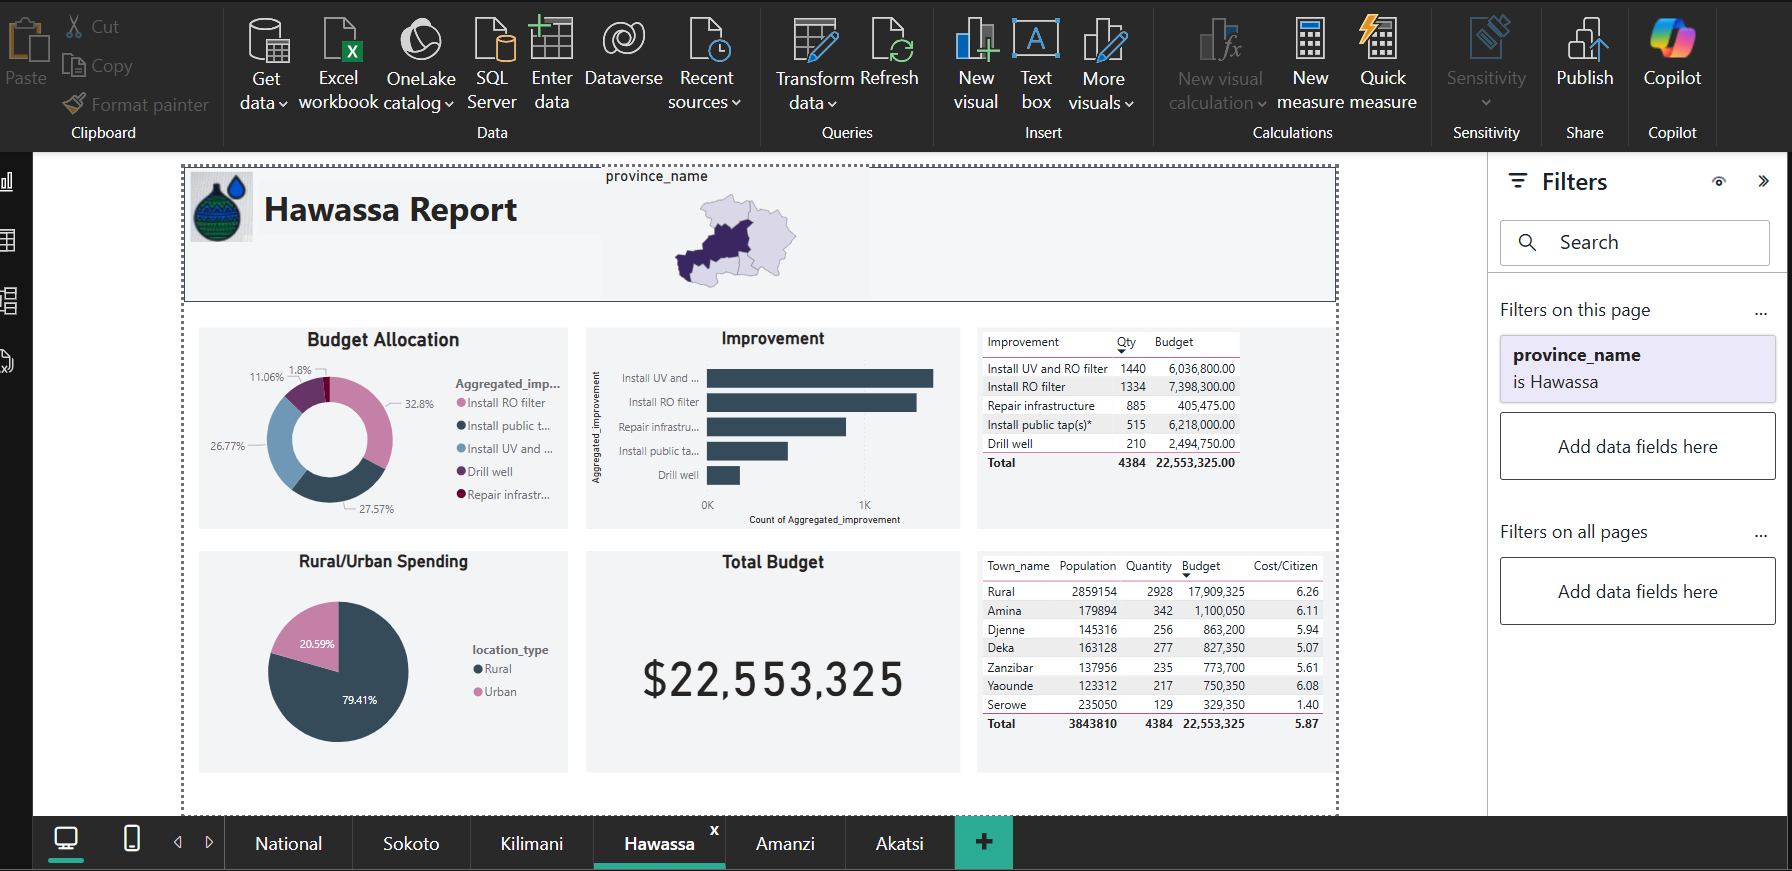 Paste
Cut
Copy
Format painter
Clipboard
Get data
Excel workbook
OneLake catalog
SQL Server
Enter data
Dataverse
Recent sources
Data
Transform data
Refresh
Queries
New visual
Text box
More visuals
Insert
New visual calculation
New measure
Quick measure
Calculations
Sensitivity
Sensitivity
Publish
Share
Copilot
Copilot
Hawassa Report
province_name
Budget Allocation
1.8%
11.06%
32.8%
26.77%
27.57%
Aggregated_imp...
Install RO filter
Install public t...
Install UV and ...
Drill well
Repair infrastr...
Improvement
Aggregated_improvement
Install UV and ...
Install RO filter
Repair infrastru...
Install public ta...
Drill well
0K 1K
Count of Aggregated_improvement
Improvement Qty Budget
Install UV and RO filter 1440 6,036,800.00
Install RO filter 1334 7,398,300.00
Repair infrastructure 885 405,475.00
Install public tap(s)* 515 6,218,000.00
Drill well 210 2,494,750.00
Total 4384 22,553,325.00
Rural/Urban Spending
20.59%
79.41%
location_type
Rural
Urban
Total Budget
$22,553,325
Town_name Population Quantity Budget Cost/Citizen
Rural 2859154 2928 17,909,325 6.26
Amina 179894 342 1,100,050 6.11
Djenne 145316 256 863,200 5.94
Deka 163128 277 827,350 5.07
Zanzibar 137956 235 773,700 5.61
Yaounde 123312 217 750,350 6.08
Serowe 235050 129 329,350 1.40
Total 3843810 4384 22,553,325 5.87
Filters
Search
Filters on this page ...
province_name
is Hawassa
Add data fields here
Filters on all pages ...
Add data fields here
National Sokoto Kilimani Hawassa x Amanzi Akatsi +